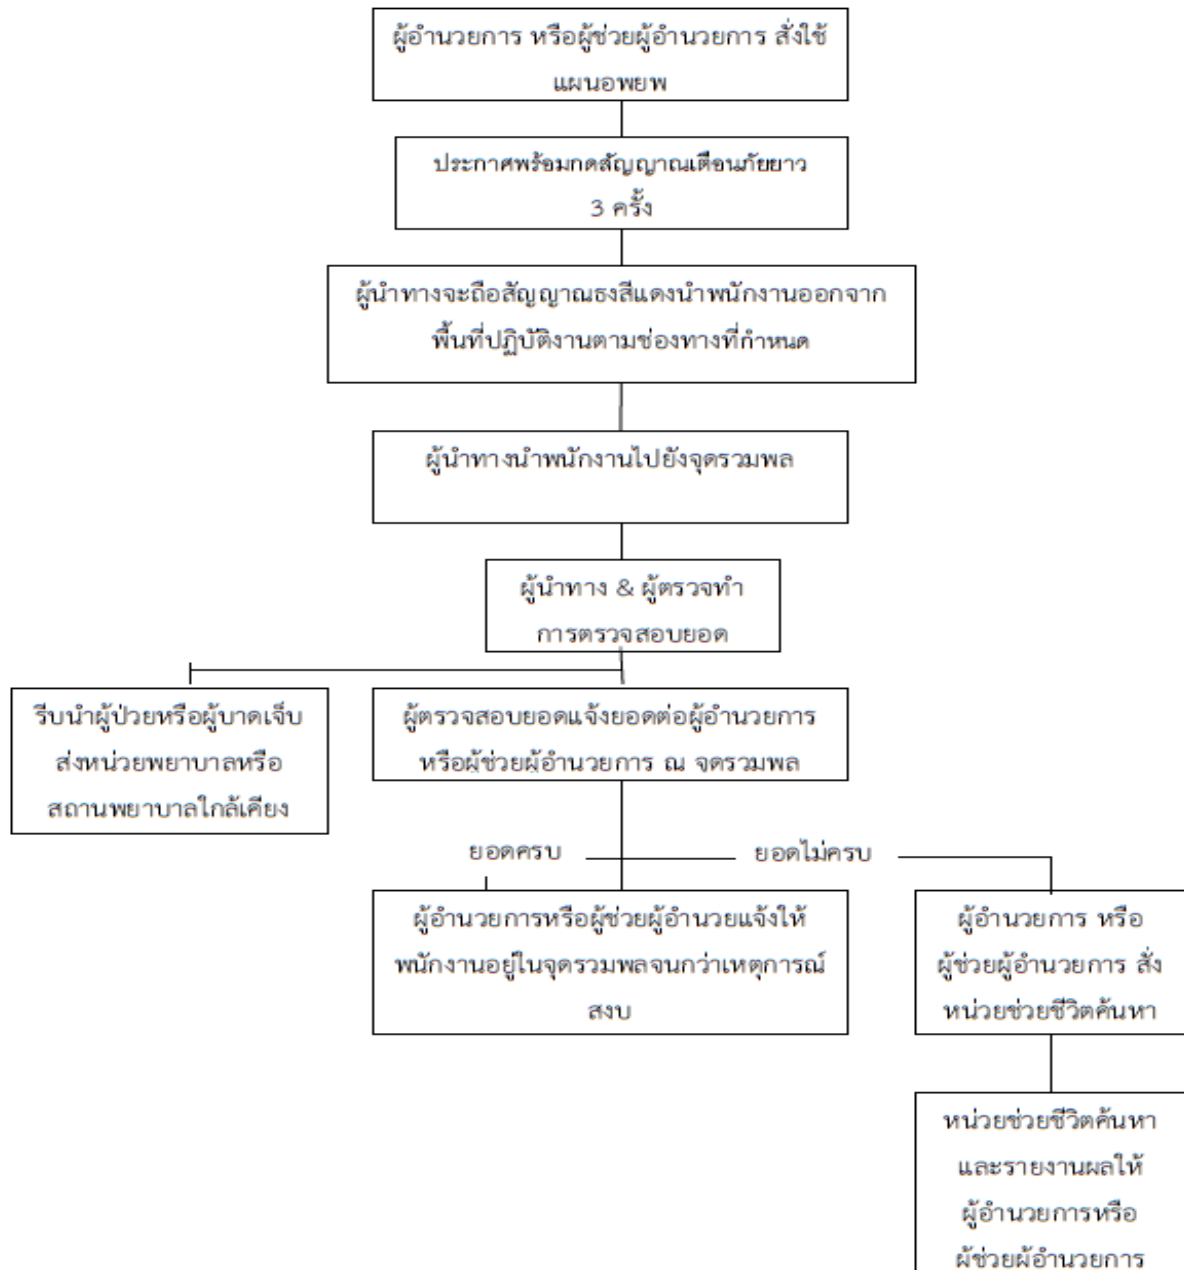 ผู้อำนวยการ หรือผู้ช่วยผู้อำนวยการ สั่งใช้
แผนอพยพ
ประกาศพร้อมกดสัญญาณเตือนภัยยาว
3 ครั้ง
ผู้นำทางจะถือสัญญาณธงสีแดงนำพนักงานออกจาก
พื้นที่ปฏิบัติงานตามช่องทางที่กำหนด
ผู้นำทางนำพนักงานไปยังจุดรวมพล
ผู้นำทาง & ผู้ตรวจทำ
การตรวจสอบยอด
รีบนำผู้ป่วยหรือผู้บาดเจ็บ
ส่งหน่วยพยาบาลหรือ
สถานพยาบาลใกล้เคียง
ผู้ตรวจสอบยอดแจ้งยอดต่อผู้อำนวยการ
หรือผู้ช่วยผู้อำนวยการ ณ จุดรวมพล
ยอดครบ
ยอดไม่ครบ
ผู้อำนวยการหรือผู้ช่วยผู้อำนวยแจ้งให้
พนักงานอยู่ในจุดรวมพลจนกว่าเหตุการณ์
สงบ
ผู้อำนวยการ หรือ
ผู้ช่วยผู้อำนวยการ สั่ง
หน่วยช่วยชีวิตค้นหา
หน่วยช่วยชีวิตค้นหา
และรายงานผลให้
ผู้อำนวยการหรือ
ผู้ช่วยผู้อำนวยการ